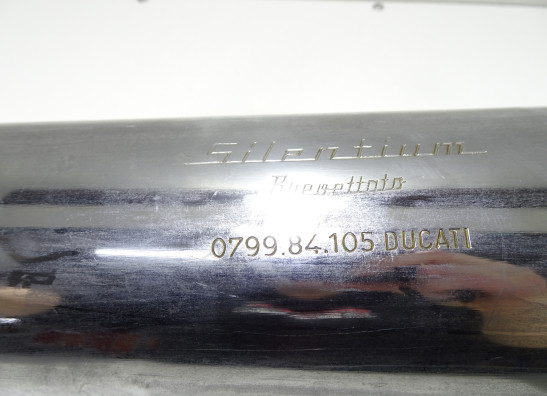 Silentium
Brevettato
0799.84.105 DUCATI